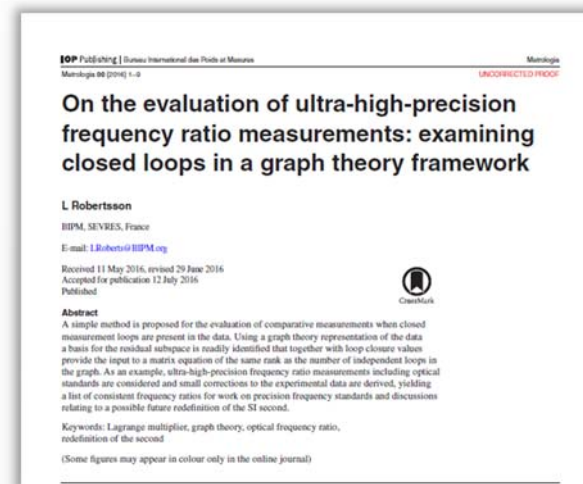 IOP Publishing | Bureau International des Poids et Mesures
Metrologia
Metrologia 00 (2016) 1–9
UNCORRECTED PROOF
On the evaluation of ultra-high-precision
frequency ratio measurements: examining
closed loops in a graph theory framework
L Robertsson
BIPM, SEVRES, France
E-mail: LRoberts@BIPM.org
Received 11 May 2016, revised 29 June 2016
Accepted for publication 12 July 2016
Published
CrossMark
Abstract
A simple method is proposed for the evaluation of comparative measurements when closed
measurement loops are present in the data. Using a graph theory representation of the data
a basis for the residual subspace is readily identified that together with loop closure values
provide the input to a matrix equation of the same rank as the number of independent loops in
the graph. As an example, ultra-high-precision frequency ratio measurements including optical
standards are considered and small corrections to the experimental data are derived, yielding
a list of consistent frequency ratios for work on precision frequency standards and discussions
relating to a possible future redefinition of the SI second.
Keywords: Lagrange multiplier, graph theory, optical frequency ratio,
redefinition of the second
(Some figures may appear in colour only in the online journal)